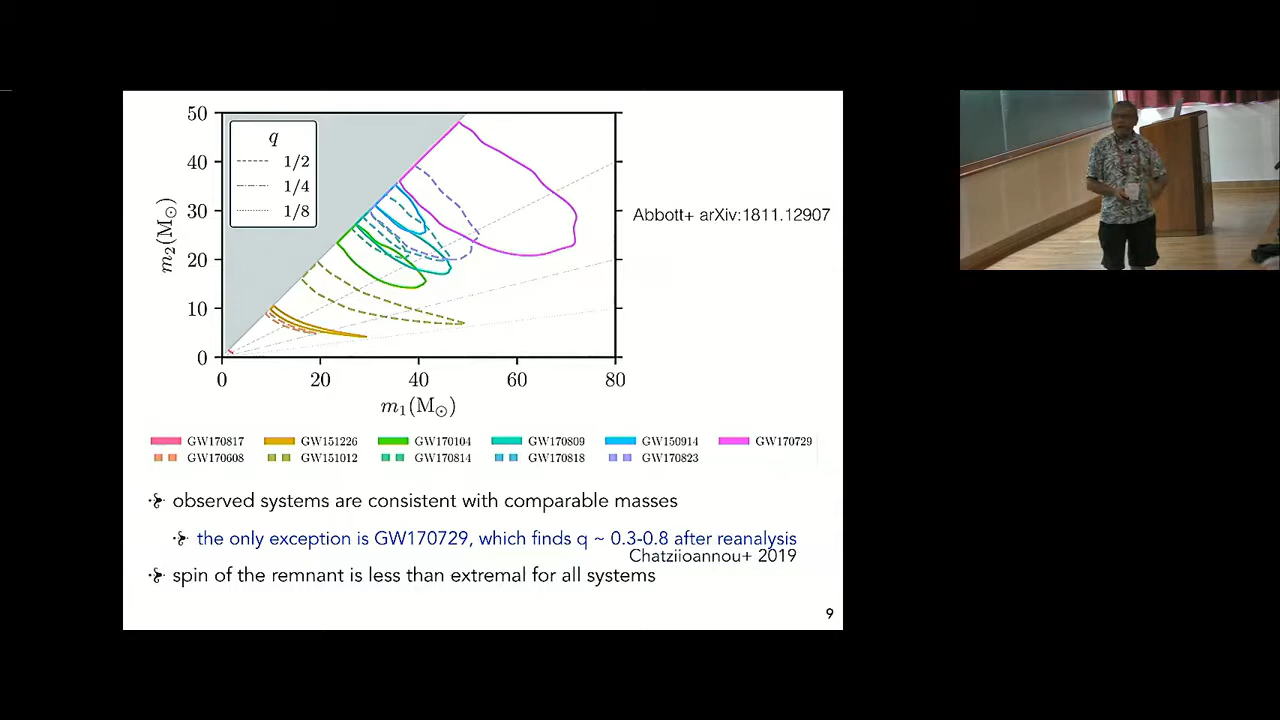 50
40
30
20
10
0
m₂(M☉)
q
1/2
1/4
1/8
0 20 40 60 80
m₁(M☉)
Abbott+ arXiv:1811.12907
GW170817 GW151226 GW170104 GW170809 GW150914 GW170729
GW170608 GW151012 GW170814 GW170818 GW170823
observed systems are consistent with comparable masses
the only exception is GW170729, which finds q ~ 0.3-0.8 after reanalysis
Chatziioannou+ 2019
spin of the remnant is less than extremal for all systems
9